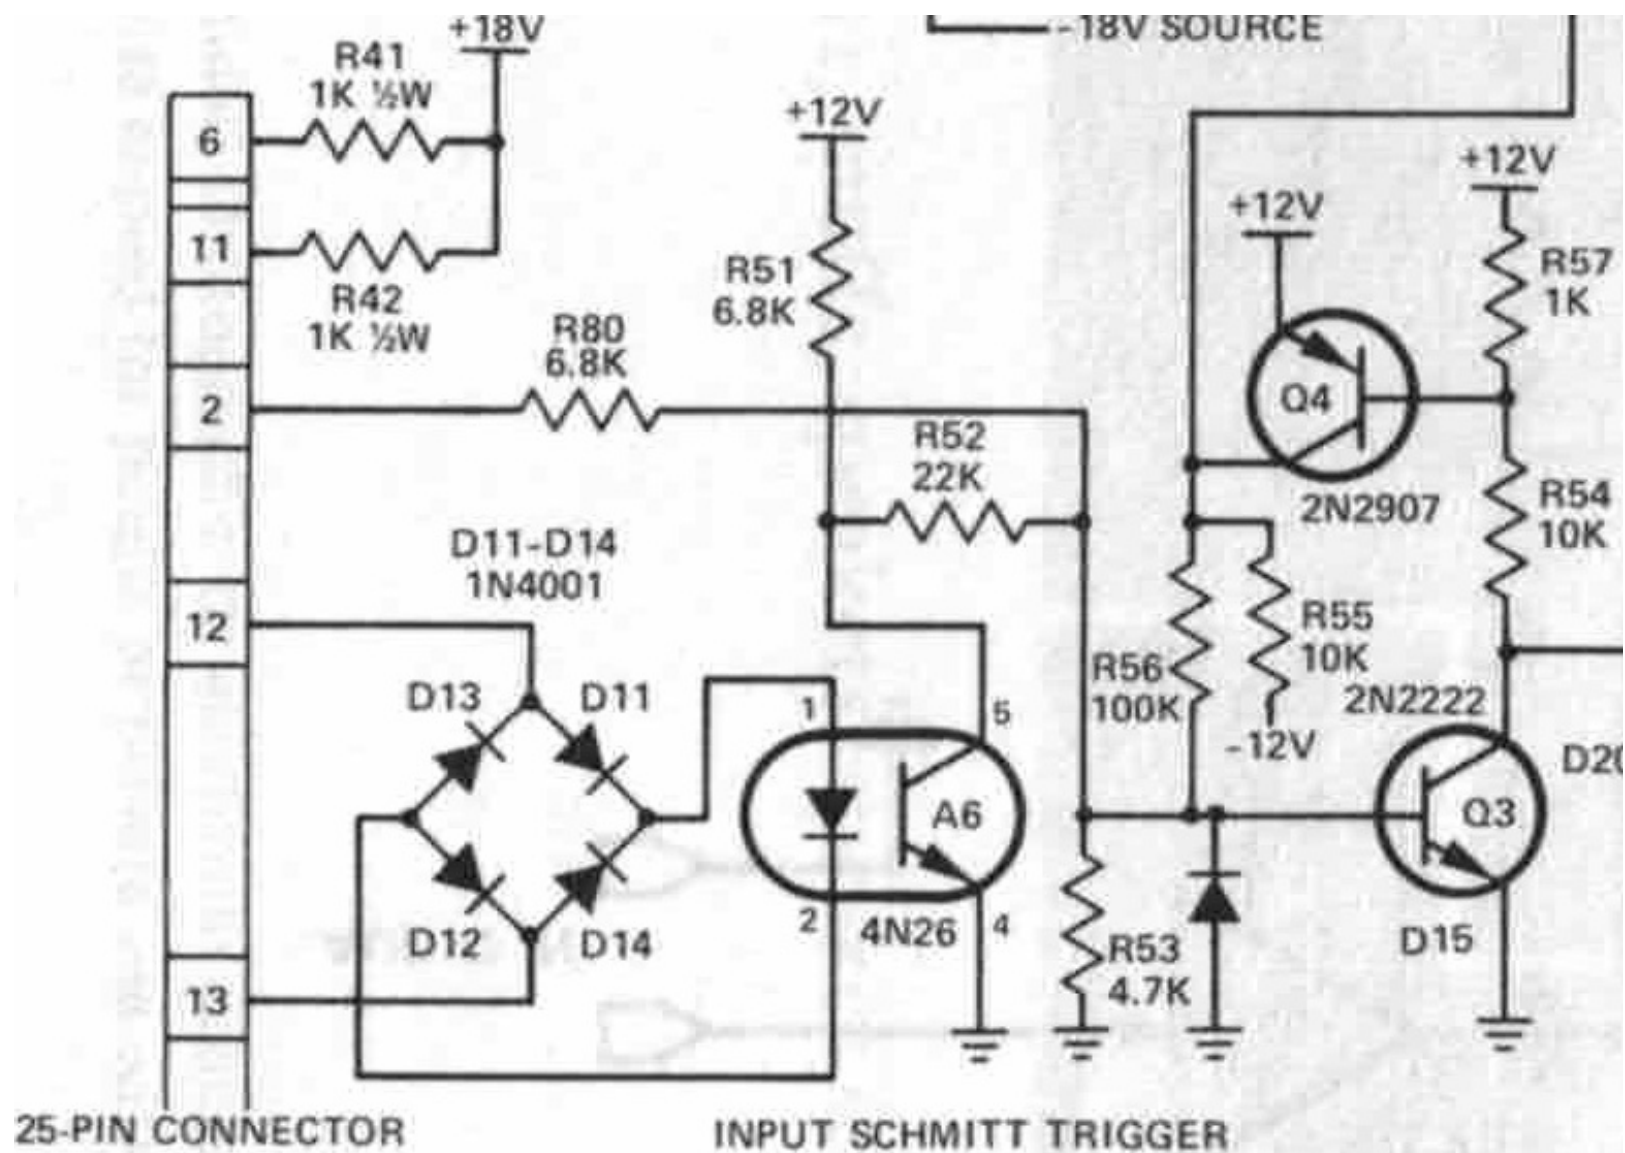 -18V SOURCE
+18V
R41
1K ½W
6
11
R42
1K ½W
+12V
R51
6.8K
R80
6.8K
2
R52
22K
+12V
+12V
R57
1K
Q4
2N2907
R54
10K
D11-D14
1N4001
12
D13
D11
D12
D14
13
1
5
A6
2
4N26
4
R56
100K
R55
10K
-12V
2N2222
Q3
D20
D15
R53
4.7K
25-PIN CONNECTOR
INPUT SCHMITT TRIGGER